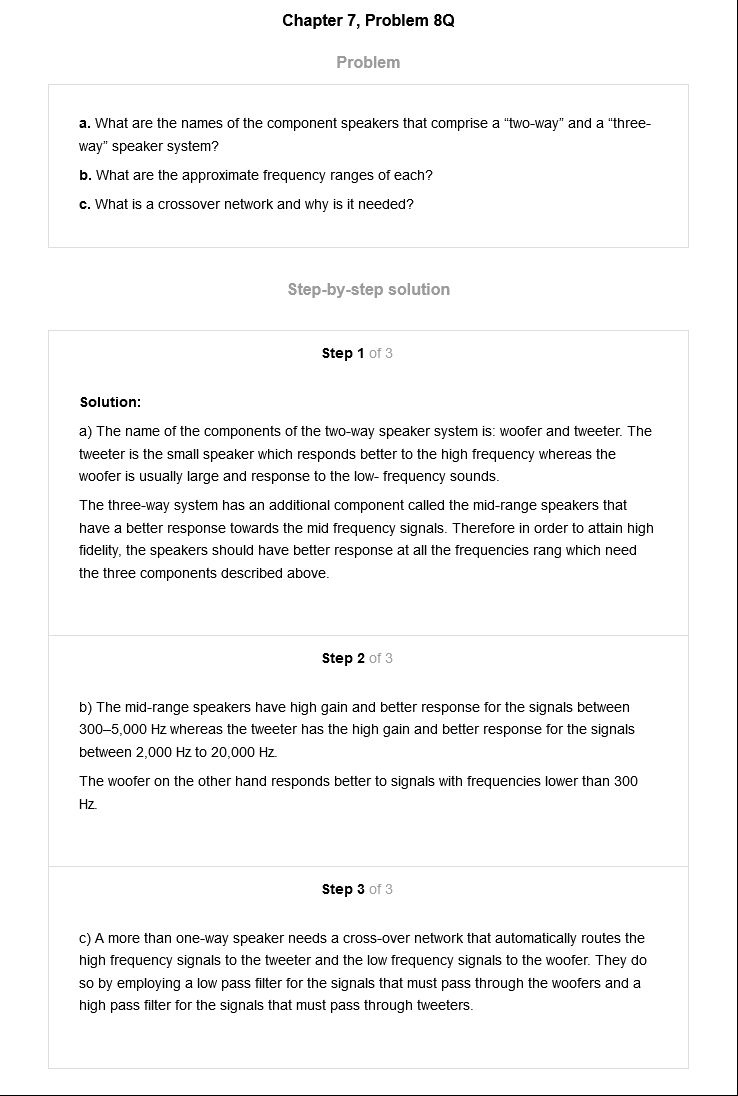 Chapter 7, Problem 8Q
Problem
a. What are the names of the component speakers that comprise a “two-way” and a “three-
way” speaker system?
b. What are the approximate frequency ranges of each?
c. What is a crossover network and why is it needed?
Step-by-step solution
Step 1 of 3
Solution:
a) The name of the components of the two-way speaker system is: woofer and tweeter. The
tweeter is the small speaker which responds better to the high frequency whereas the
woofer is usually large and response to the low- frequency sounds.
The three-way system has an additional component called the mid-range speakers that
have a better response towards the mid frequency signals. Therefore in order to attain high
fidelity, the speakers should have better response at all the frequencies rang which need
the three components described above.
Step 2 of 3
b) The mid-range speakers have high gain and better response for the signals between
300–5,000 Hz whereas the tweeter has the high gain and better response for the signals
between 2,000 Hz to 20,000 Hz.
The woofer on the other hand responds better to signals with frequencies lower than 300
Hz.
Step 3 of 3
c) A more than one-way speaker needs a cross-over network that automatically routes the
high frequency signals to the tweeter and the low frequency signals to the woofer. They do
so by employing a low pass filter for the signals that must pass through the woofers and a
high pass filter for the signals that must pass through tweeters.